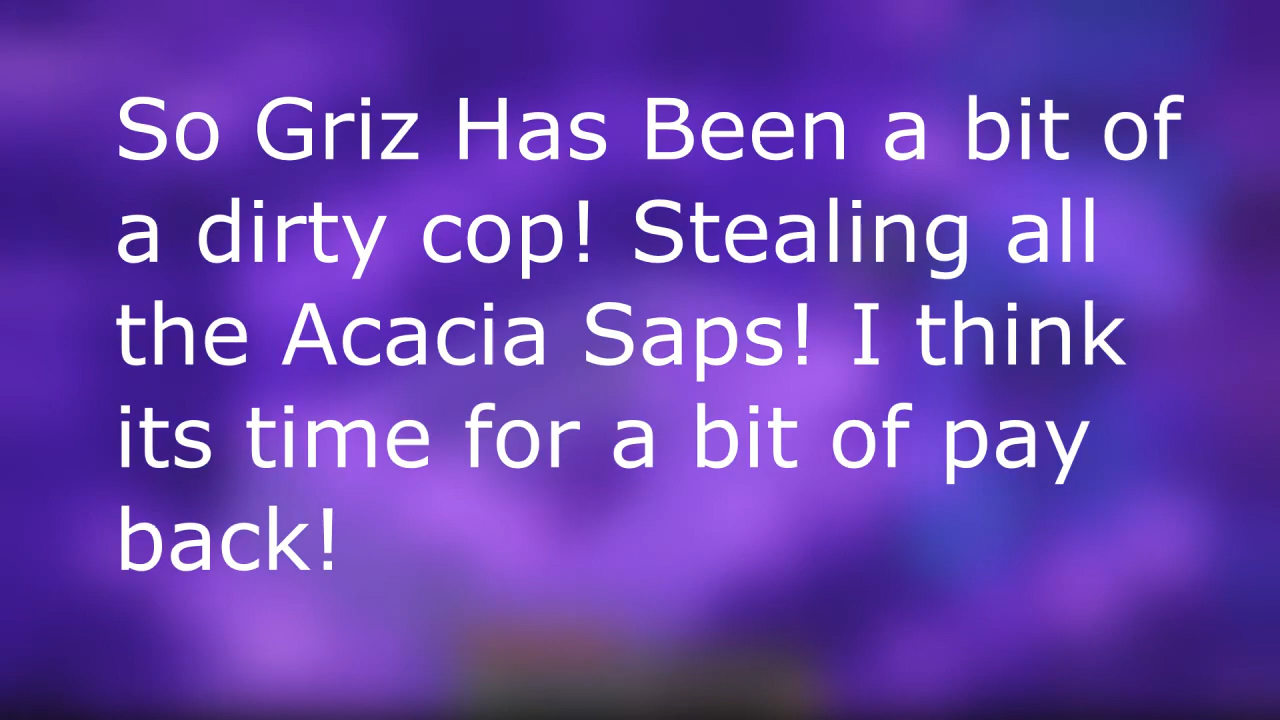 So Griz Has Been a bit of
a dirty cop! Stealing all
the Acacia Saps! I think
its time for a bit of pay
back!